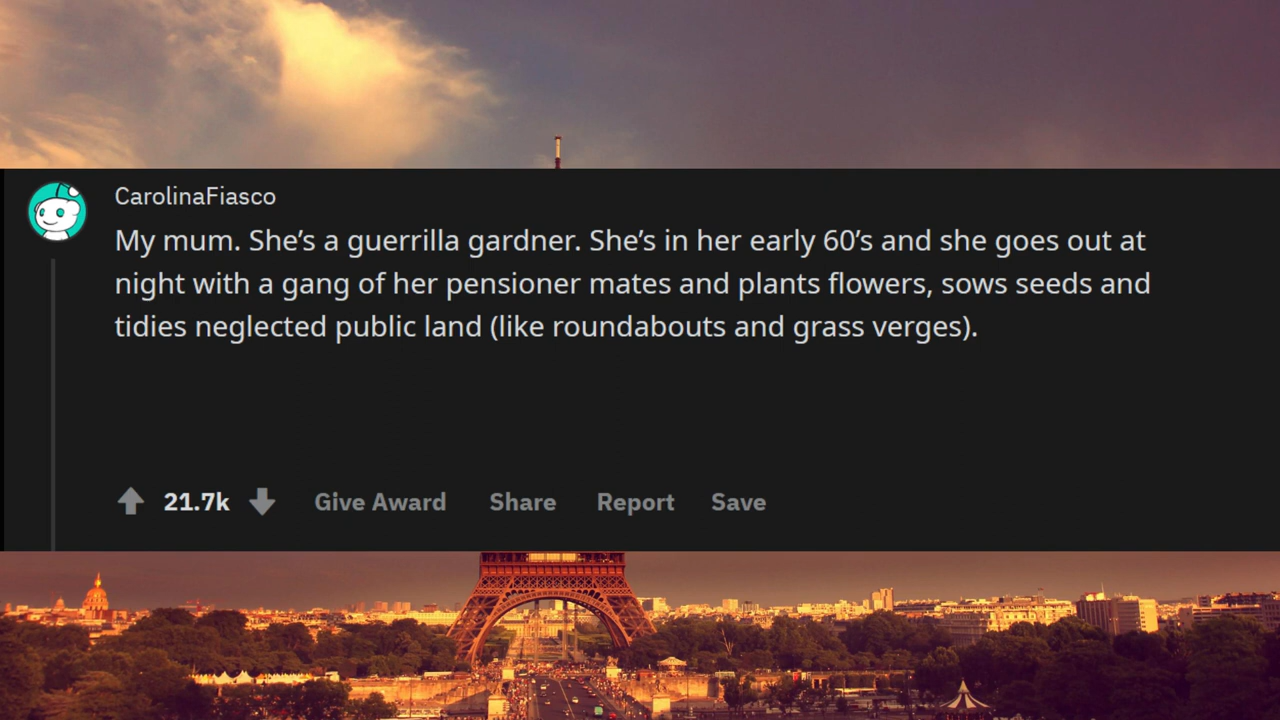 CarolinaFiasco
My mum. She’s a guerrilla gardner. She’s in her early 60’s and she goes out at
night with a gang of her pensioner mates and plants flowers, sows seeds and
tidies neglected public land (like roundabouts and grass verges).
21.7k Give Award Share Report Save